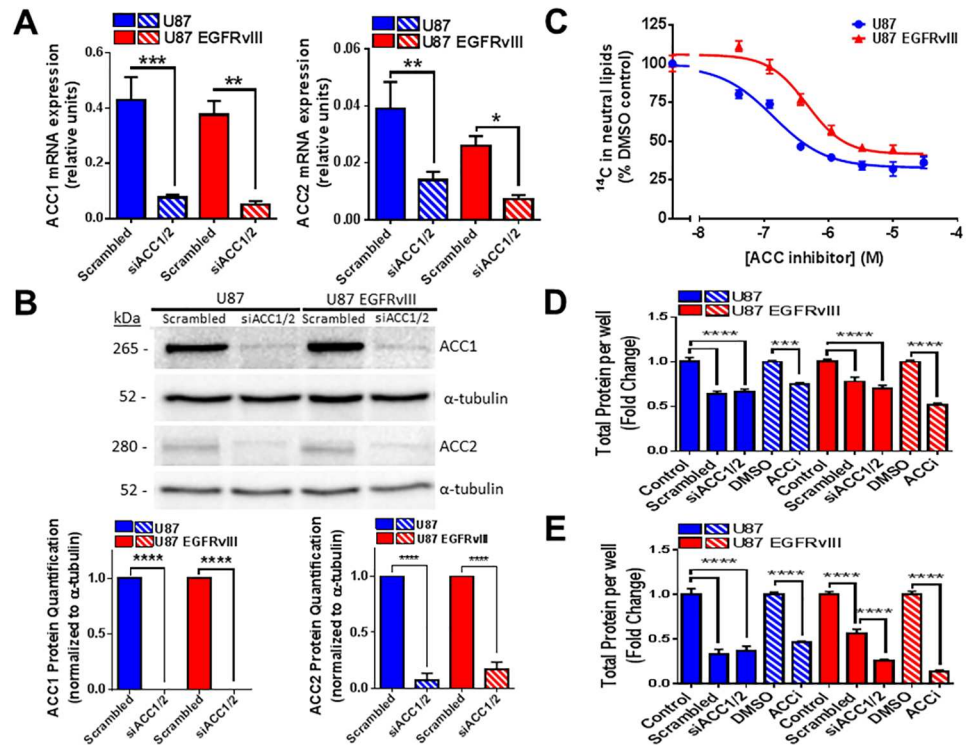 A
U87
U87 EGFRvIII
ACC1 mRNA expression
(relative units)
0.6
0.4
0.2
0.0
***
**
Scrambled
siACC1/2
Scrambled
siACC1/2
U87
U87 EGFRvIII
ACC2 mRNA expression
(relative units)
0.06
0.04
0.02
0.00
**
*
Scrambled
siACC1/2
Scrambled
siACC1/2
B
U87
U87 EGFRvIII
kDa
Scrambled
siACC1/2
Scrambled
siACC1/2
265 -
ACC1
52 -
α-tubulin
280 -
ACC2
52 -
α-tubulin
U87
U87 EGFRvIII
ACC1 Protein Quantification
(normalized to α-tubulin)
1.0
0.5
0.0
****
****
Scrambled
siACC1/2
Scrambled
siACC1/2
U87
U87 EGFRvIII
ACC2 Protein Quantification
(normalized to α-tubulin)
1.0
0.5
0.0
****
****
Scrambled
siACC1/2
Scrambled
siACC1/2
C
U87
U87 EGFRvIII
¹⁴C in neutral lipids
(% DMSO control)
125
100
75
50
25
0
-8
-7
-6
-5
-4
[ACC inhibitor] (M)
D
U87
U87 EGFRvIII
Total Protein per well
(Fold Change)
1.5
1.0
0.5
0.0
****
***
****
****
Control
Scrambled
siACC1/2
DMSO
ACCi
Control
Scrambled
siACC1/2
DMSO
ACCi
E
U87
U87 EGFRvIII
Total Protein per well
(Fold Change)
1.5
1.0
0.5
0.0
****
****
****
****
****
Control
Scrambled
siACC1/2
DMSO
ACCi
Control
Scrambled
siACC1/2
DMSO
ACCi